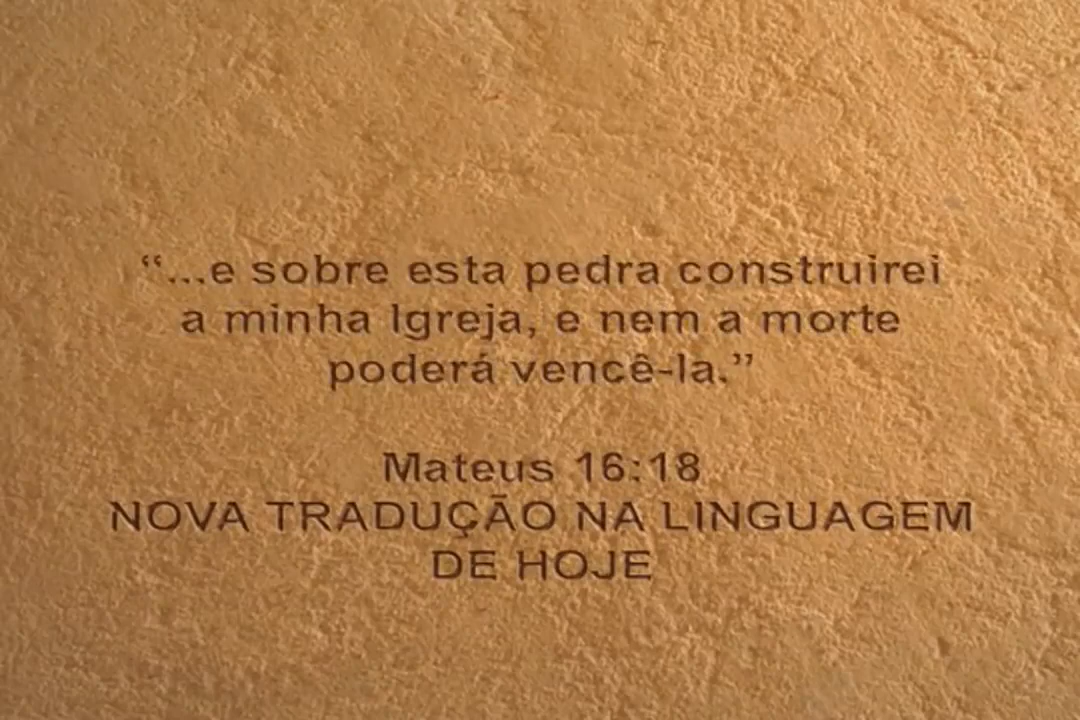 “...e sobre esta pedra construirei
a minha Igreja, e nem a morte
poderá vencê-la.”
Mateus 16:18
NOVA TRADUÇÃO NA LINGUAGEM
DE HOJE